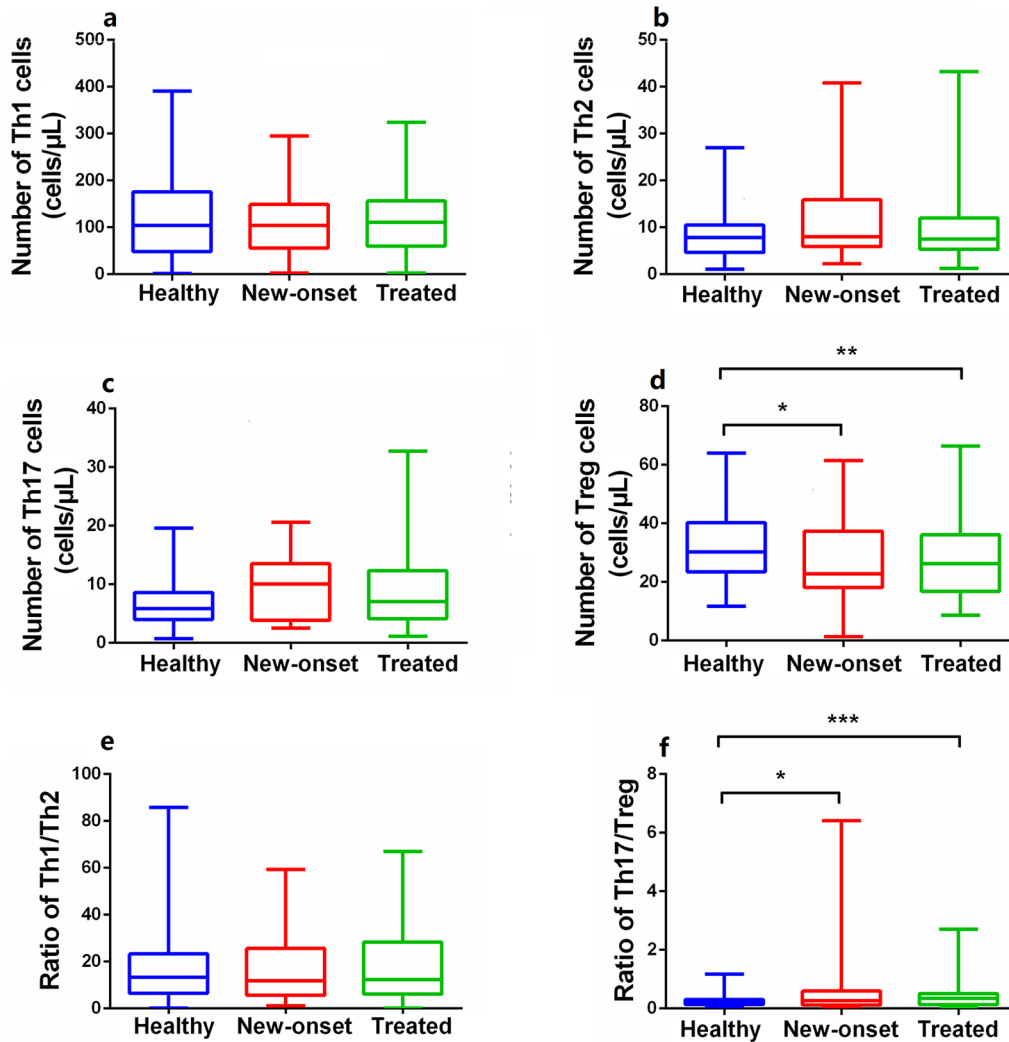 a
Number of Th1 cells
(cells/μL)
500
400
300
200
100
0
Healthy New-onset Treated
b
Number of Th2 cells
(cells/μL)
50
40
30
20
10
0
Healthy New-onset Treated
c
Number of Th17 cells
(cells/μL)
40
30
20
10
0
Healthy New-onset Treated
d
**
*
Number of Treg cells
(cells/μL)
80
60
40
20
0
Healthy New-onset Treated
e
Ratio of Th1/Th2
100
80
60
40
20
0
Healthy New-onset Treated
f
***
*
Ratio of Th17/Treg
8
6
4
2
0
Healthy New-onset Treated